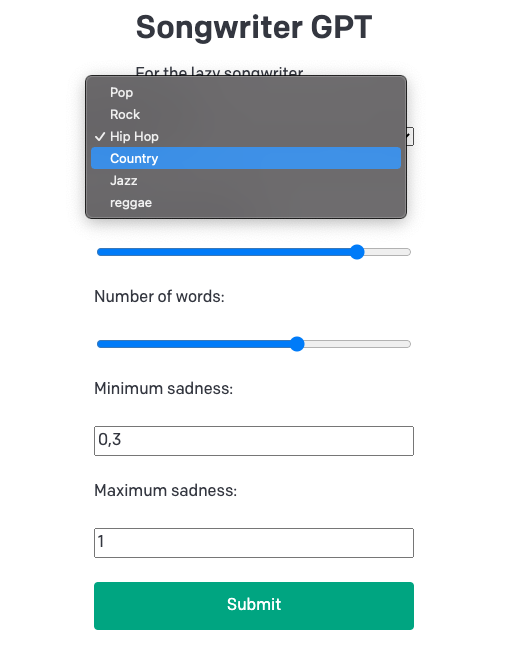 Songwriter GPT
For the lazy songwriter
Pop
Rock
Hip Hop
Country
Jazz
reggae
Number of words:
Minimum sadness:
0,3
Maximum sadness:
1
Submit